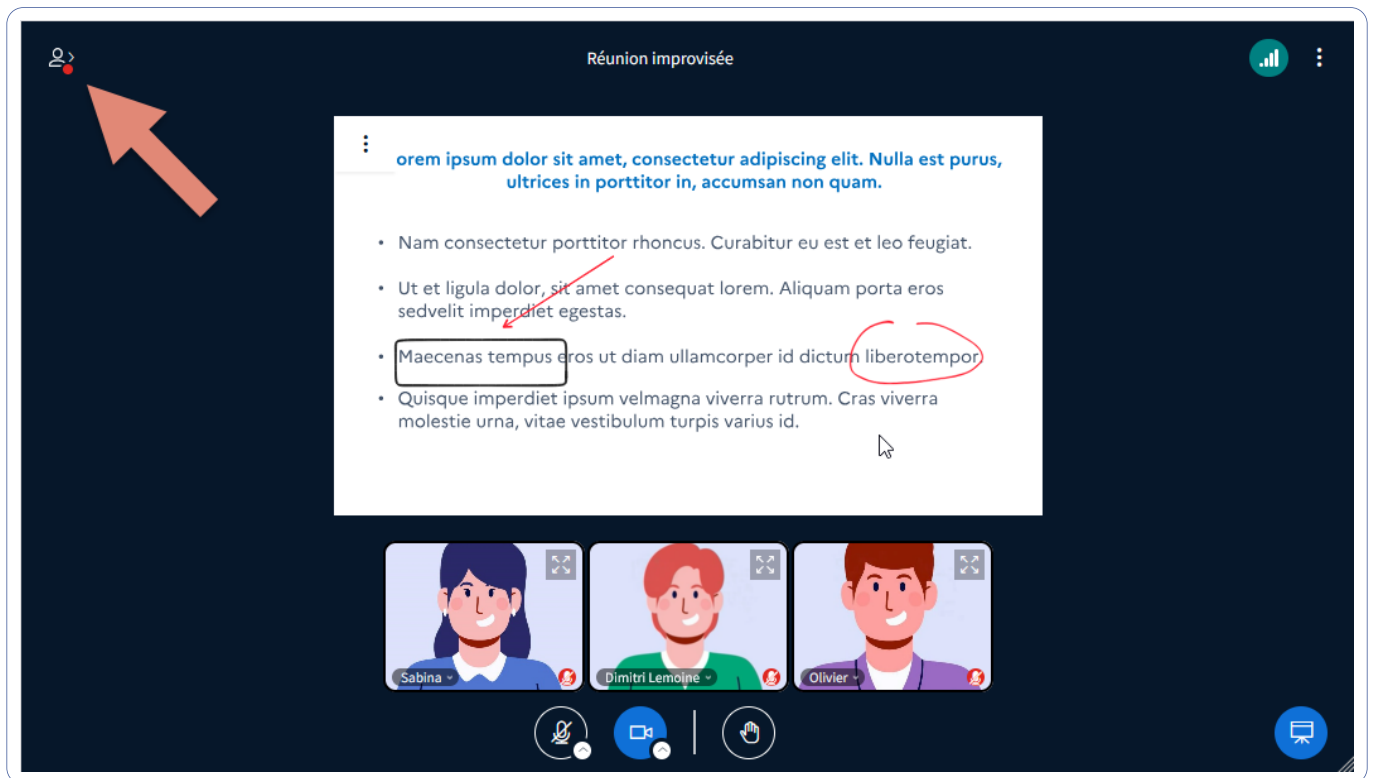 Réunion improvisée
orem ipsum dolor sit amet, consectetur adipiscing elit. Nulla est purus,
ultrices in porttitor in, accumsan non quam.
• Nam consectetur porttitor rhoncus. Curabitur eu est et leo feugiat.
• Ut et ligula dolor, sit amet consequat lorem. Aliquam porta eros
sedvelit imperdiet egestas.
• Maecenas tempus eros ut diam ullamcorper id dictum liberotempor.
• Quisque imperdiet ipsum velmagna viverra rutrum. Cras viverra
molestie urna, vitae vestibulum turpis varius id.
Sabina
Dimitri Lemoine
Olivier